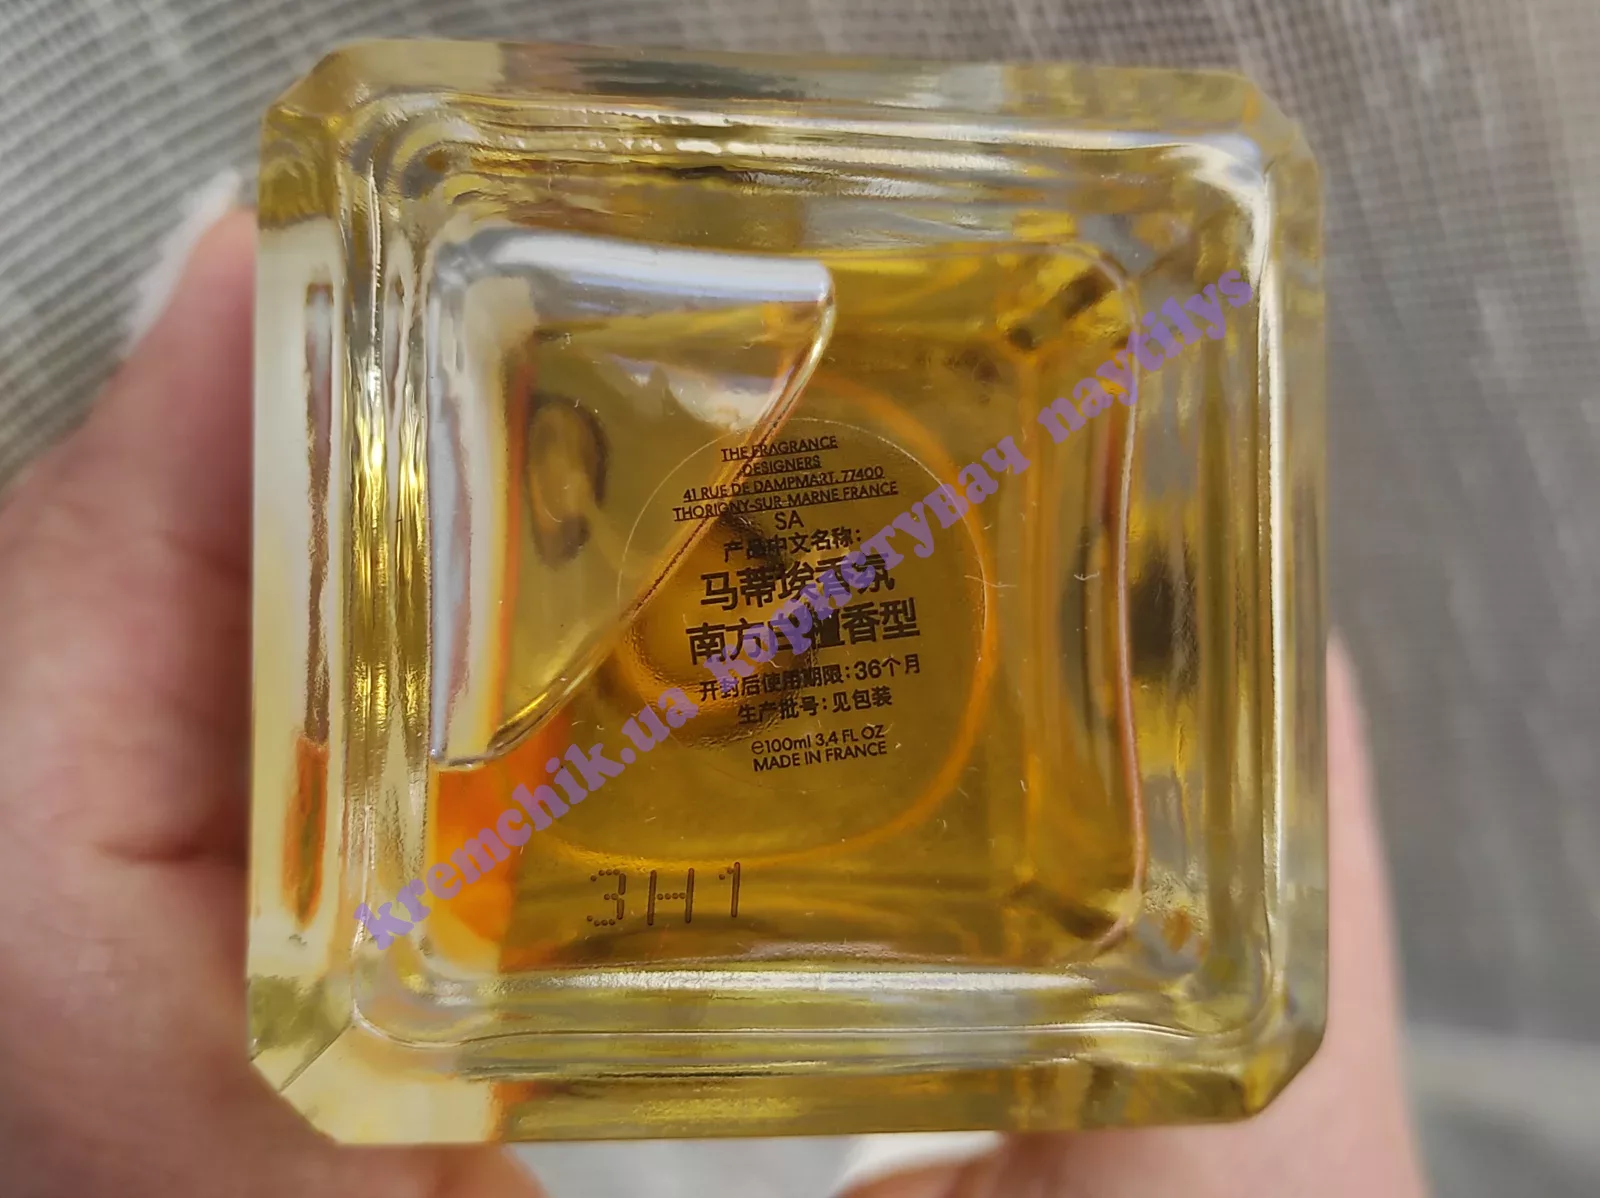 THE FRAGRANCE
DESIGNERS
41 RUE DE DAMPMART, 77400
THORIGNY-SUR-MARNE FRANCE
SA
产品中文名称:
马蒂埃香氛
南方白檀香型
开封后使用期限:36个月
生产批号:见包装
e100ml 3,4 FL OZ
MADE IN FRANCE
3H1
kremchik.ua користувач naytilys